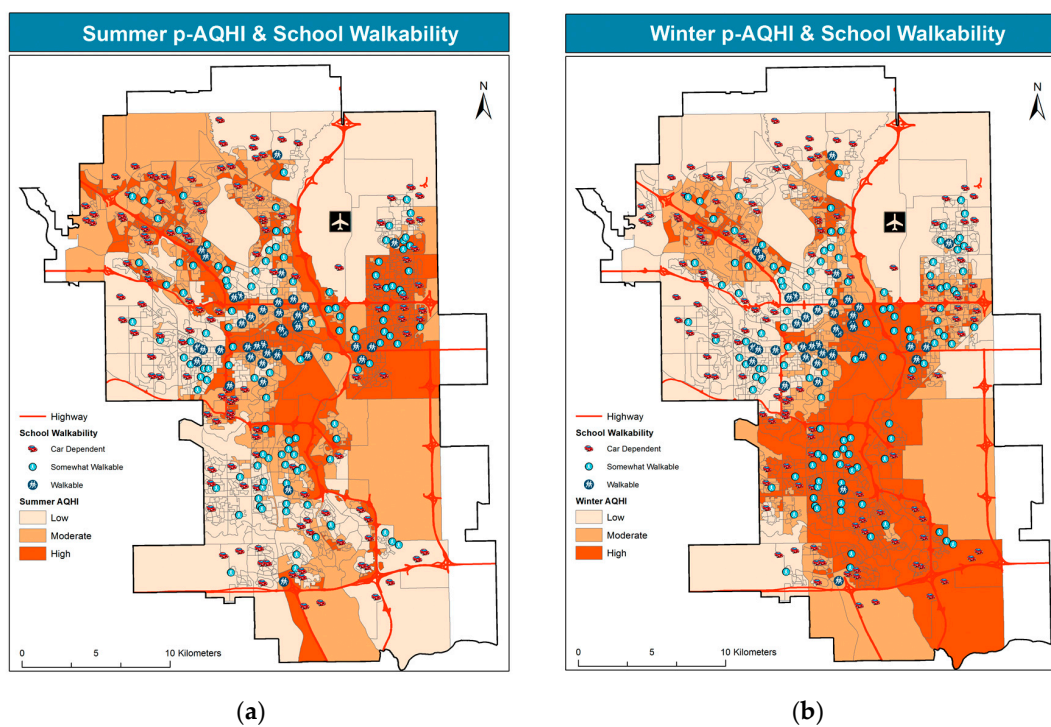 Summer p-AQHI & School Walkability
N
Highway
School Walkability
Car Dependent
Somewhat Walkable
Walkable
Summer AQHI
Low
Moderate
High
0 5 10 Kilometers
(a)
Winter p-AQHI & School Walkability
N
Highway
School Walkability
Car Dependent
Somewhat Walkable
Walkable
Winter AQHI
Low
Moderate
High
0 5 10 Kilometers
(b)